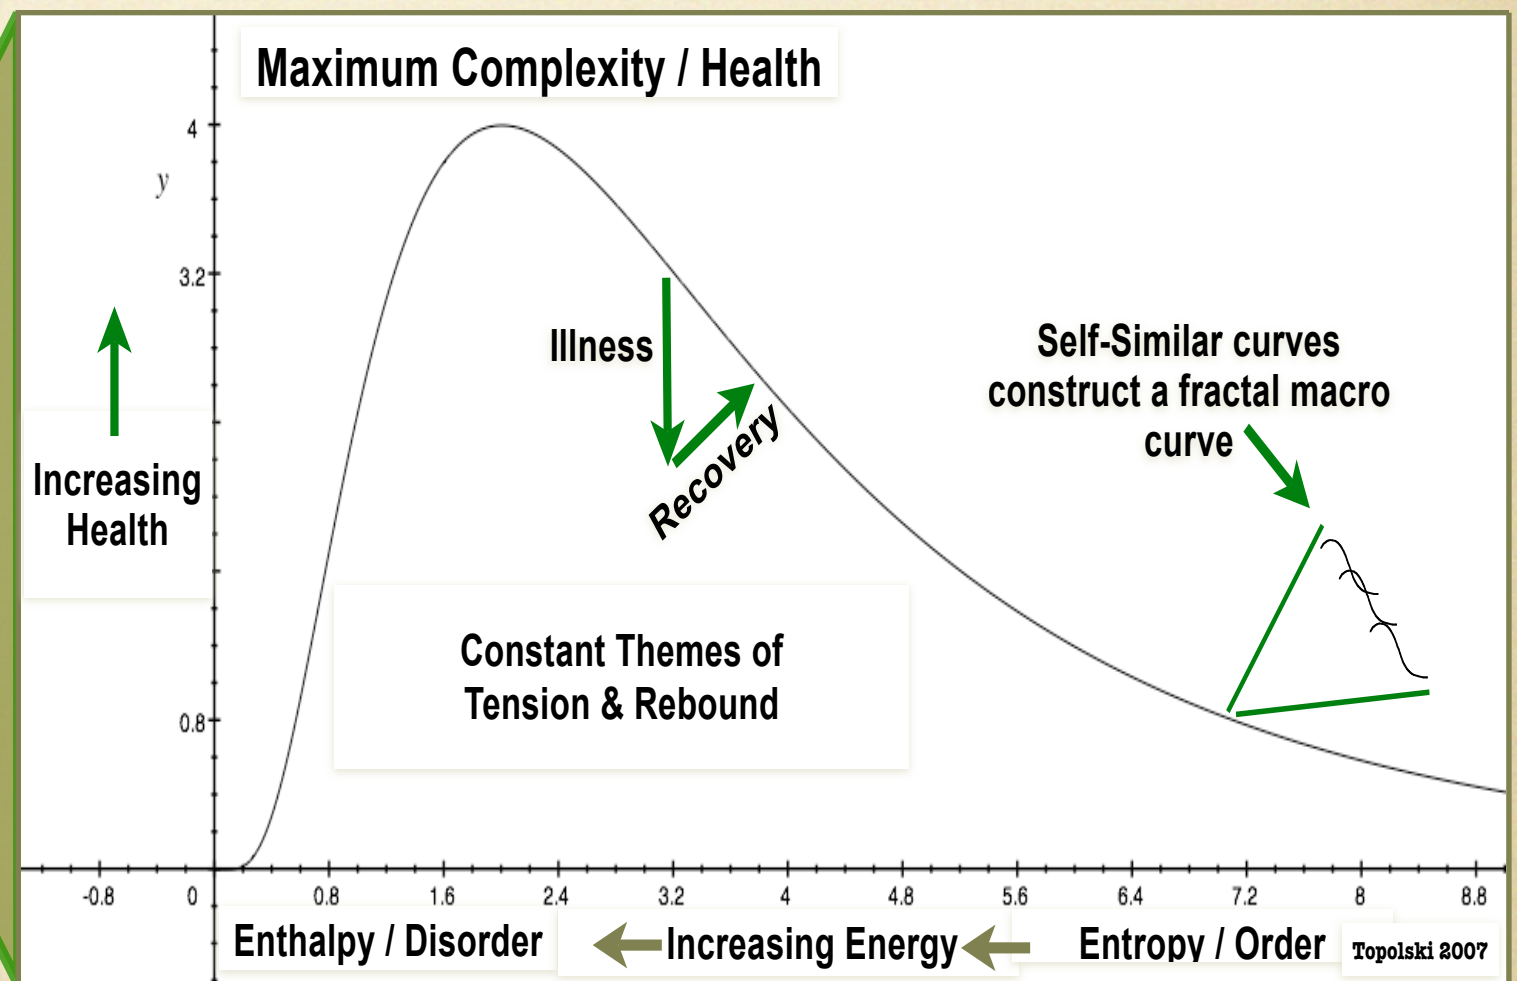 Maximum Complexity / Health
4
y
3.2
Illness
Recovery
Self-Similar curves
construct a fractal macro
curve
Increasing
Health
Constant Themes of
Tension & Rebound
0.8
-0.8 0 0.8 1.6 2.4 3.2 4 4.8 5.6 6.4 7.2 8 8.8
Enthalpy / Disorder Increasing Energy Entropy / Order Topolski 2007